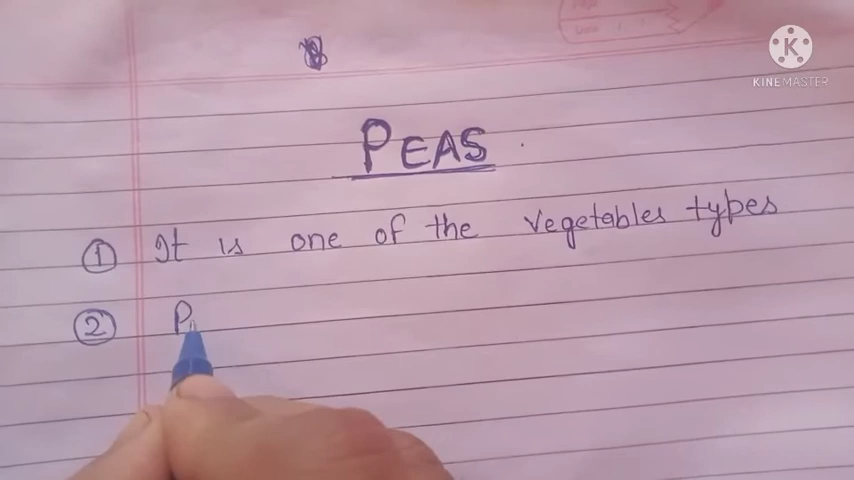 K
KINEMASTER
PEAS
① It is one of the vegetables types
② P